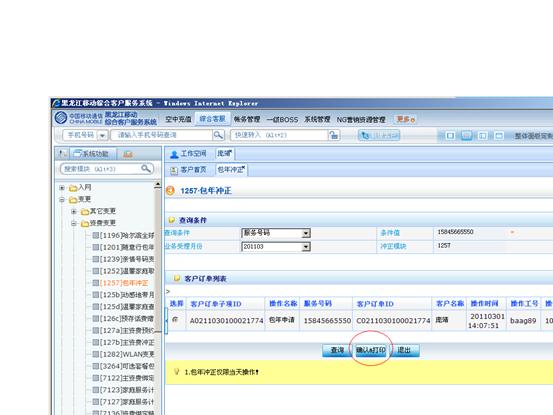 黑龙江移动综合客户服务系统 - Windows Internet Explorer
中国移动通信 CHINA MOBILE 黑龙江移动 综合客户服务系统 空中充值 综合客服 帐务管理 一级BOSS 系统管理 NG营销资源管理 更多
手机号码 请输入手机号码查询 快速转入 (Alt+2) 整体面板定制
系统功能 工作空间 庞湖
搜索模块 (Alt+3) 客户首页 包年冲正
入网
变更
其它变更
资费变更
[1196]哈尔滨全球
[1201]随意行包年
[1239]亲情号码变
[1252]温馨家庭取
[1257]包年冲正
[125b]动感地带月
[125d]温馨家庭变
[126c]预存话费赠
[127a]主资费预约
[127b]主资费冲正
[1282]WLAN变更
[3264]可选套餐包
[7122]主资费绑定
[7123]家庭服务计
[7125]家庭服务计
[7136]资费绑定
1257·包年冲正
查询条件
查询条件 服务号码 条件值 15845665550
业务受理月份 201103 冲正模块 1257
客户订单列表
>
选择 客户订单子项ID 操作名称 服务号码 客户订单ID 客户名称 操作时间 操作工号
A0211030100021774 包年申请 15845665550 C0211030100021774 庞湖 20110301 14:07:51 baag89 10
查询 确认&打印 退出
1.包年冲正仅限当天操作!